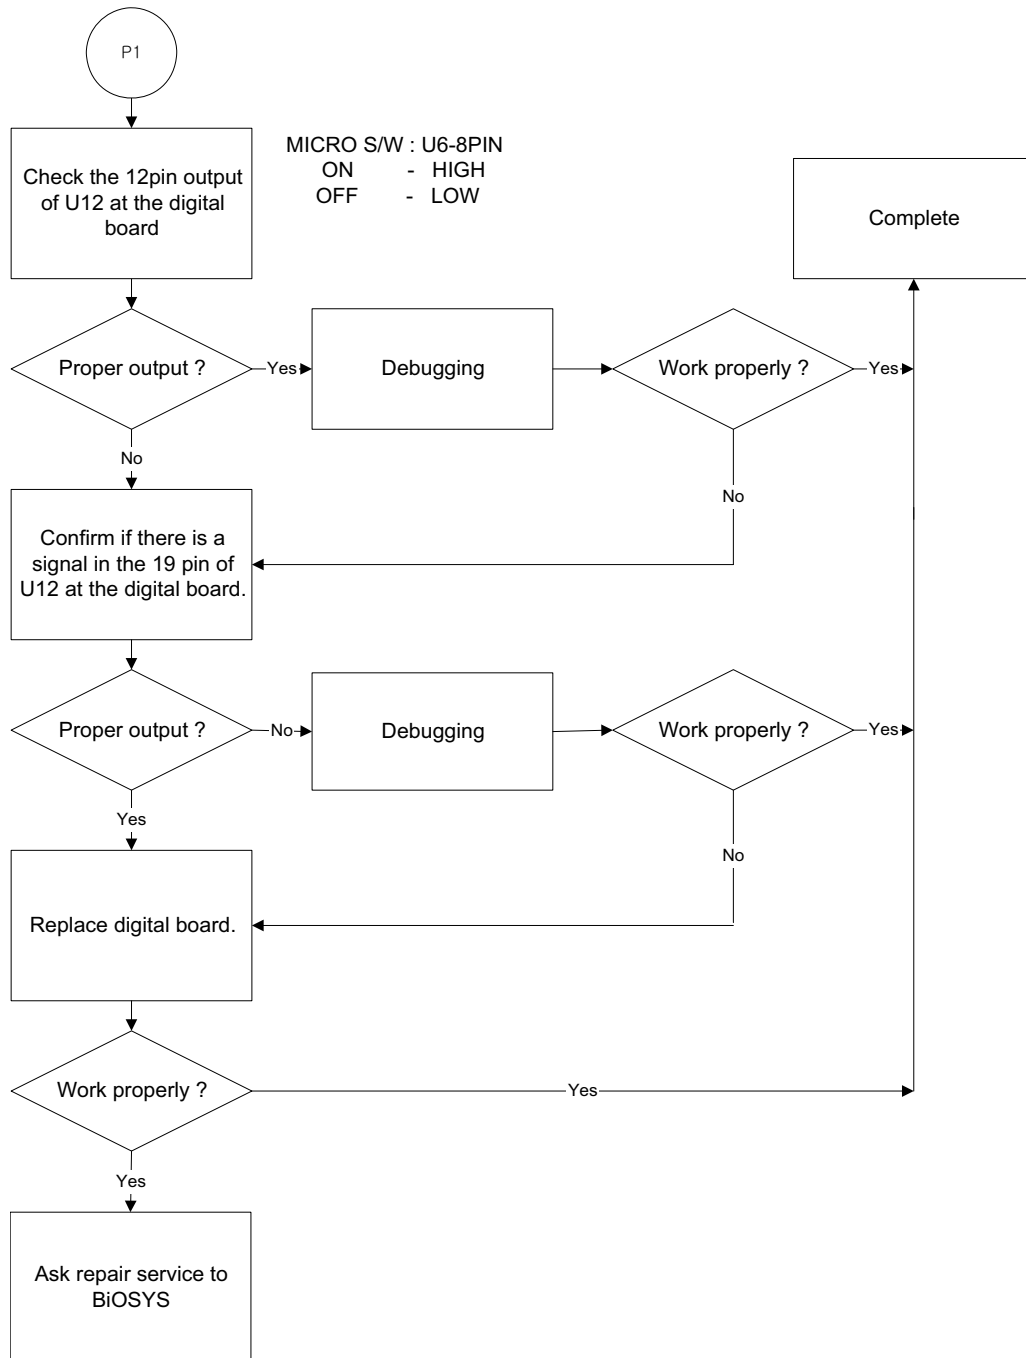 P1
Check the 12pin output
of U12 at the digital
board
MICRO S/W : U6-8PIN
ON - HIGH
OFF - LOW
Complete
Proper output ?
Yes
Debugging
Work properly ?
Yes
No
No
Confirm if there is a
signal in the 19 pin of
U12 at the digital board.
Proper output ?
No
Debugging
Work properly ?
Yes
Yes
No
Replace digital board.
Work properly ?
Yes
Yes
Ask repair service to
BiOSYS